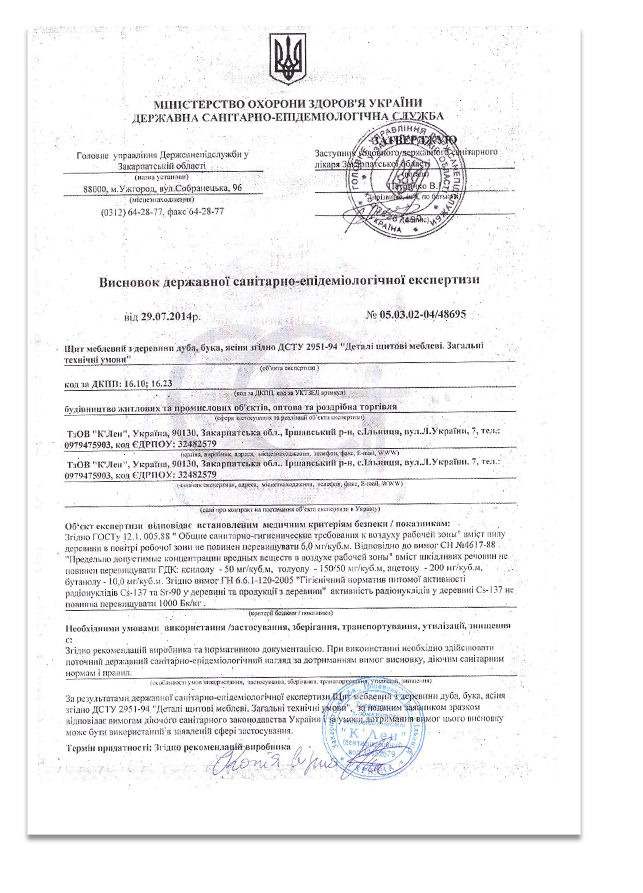 МІНІСТЕРСТВО ОХОРОНИ ЗДОРОВ'Я УКРАЇНИ
ДЕРЖАВНА САНІТАРНО-ЕПІДЕМІОЛОГІЧНА СЛУЖБА
ЗАТВЕРДЖУЮ
Головне управління Держсанепідслужби у
Закарпатській області
(назва установи)
88000, м.Ужгород, вул.Собранецька, 96
(місцезнаходження)
(0312) 64-28-77, факс 64-28-77
Заступник головного державного санітарного
лікаря Закарпатської області
Висновок державної санітарно-епідеміологічної експертизи
від 29.07.2014р.
№ 05.03.02-04/48695
Щит меблевий з деревини дуба, бука, ясіня згідно ДСТУ 2951-94 "Деталі щитові меблеві. Загальні
технічні умови"
(об'єкта експертизи)
код за ДКПП: 16.10; 16.23
(код за ДКПП, код за УКТЗЕД артикул)
будівництво житлових та промислових об'єктів, оптова та роздрібна торгівля
(сфера застосування та реалізації об'єкта експертизи)
ТзОВ "К'Лен", Україна, 90130, Закарпатська обл., Іршавський р-н, с.Ільниця, вул.Л.Українн, 7, тел.:
0979475903, код ЄДРПОУ: 32482579
(країна, виробник, адреса, місцезнаходження, телефон, факс, E-mail, WWW)
ТзОВ "К'Лен", Україна, 90130, Закарпатська обл., Іршавський р-н, с.Ільниця, вул.Л.Українн, 7, тел.:
0979475903, код ЄДРПОУ: 32482579
(заявник експертизи, адреса, місцезнаходження, телефон, факс, E-mail, WWW)
(дані про контракт на постачання об'єкта експертизи в Україну)
Об'єкт експертизи відповідає встановленим медичним критеріям безпеки / показникам:
Згідно ГОСТу 12.1. 005.88 " Общие санитарно-гигиенические требования к воздуху рабочей зоны" вміст пилу
деревини в повітрі робочої зони не повинен перевищувати 6,0 мг/куб.м. Відповідно до вимог СН №4617-88
"Предельно допустимые концентрации вредных веществ в воздухе рабочей зоны" вміст шкідливих речовин не
повинен перевищувати ГДК: ксилолу - 50 мг/куб.м, толуолу - 150/50 мг/куб.м, ацетону - 200 мг/куб.м,
бутанолу - 10,0 мг/куб.м. Згідно вимог ГН 6.6.1-120-2005 "Гігієнічний норматив питомої активності
радіонуклідів Cs-137 та Sr-90 у деревині та продукції з деревини" активність радіонуклідів у деревині Cs-137 не
повинна перевищувати 1000 Бк/кг .
(критерії безпеки / показники)
Необхідними умовами використання /застосування, зберігання, транспортування, утилізації, знищення
є:
Згідно рекомендацій виробника та нормативною документацією. При використанні необхідно здійснювати
поточний державний санітарно-епідеміологічний нагляд за дотриманням вимог висновку, діючим санітарним
нормам і правил.
(особливості умов використання, застосування, зберігання, транспортування, утилізації, знищення)
За результатами державної санітарно-епідеміологічної експертизи Щит меблевий з деревини дуба, бука, ясіня
згідно ДСТУ 2951-94 "Деталі щитові меблеві. Загальні технічні умови", за поданим заявником зразком
відповідає вимогам діючого санітарного законодавства України і за умови дотримання вимог цього висновку
може бути використаний в заявленій сфері застосування.
Термін придатності: Згідно рекомендацій виробника
"К'Лен"
УКРАЇНА
Копія вірна